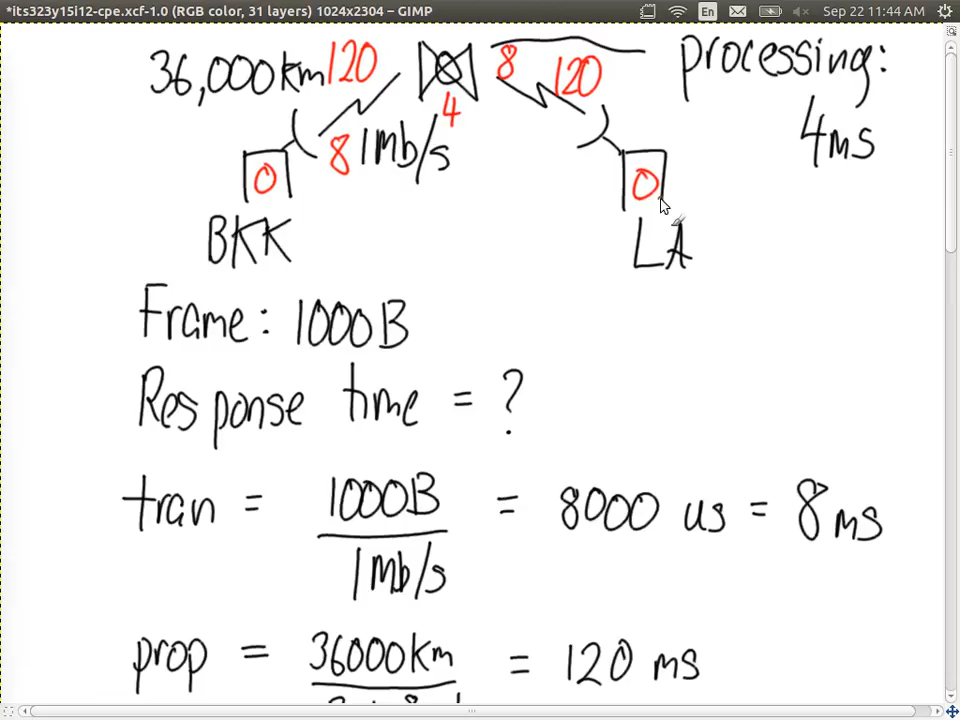 *its323y15i12-cpe.xcf-1.0 (RGB color, 31 layers) 1024x2304 – GIMP
En
Sep 22 11:44 AM
36,000km 120
8 120
processing:
4
4ms
8 1Mb/s
0
0
BKK
LA
Frame: 1000B
Response time = ?
tran = 1000B / 1Mb/s = 8000 us = 8ms
prop = 36000km = 120 ms